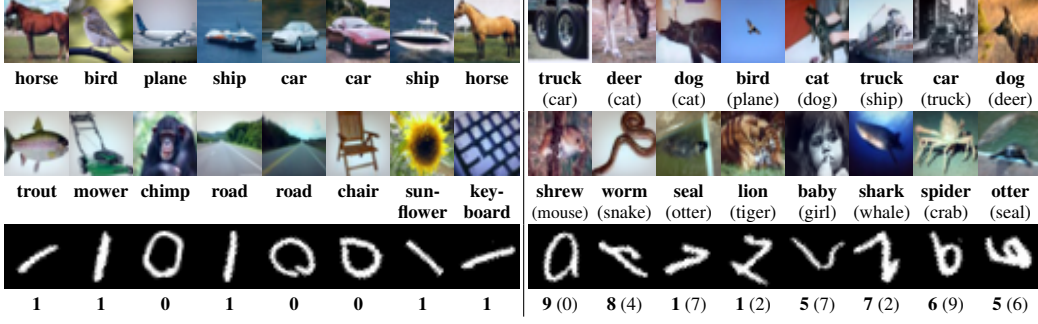 horse bird plane ship car car ship horse truck deer dog bird cat truck car dog
(car) (cat) (cat) (plane) (dog) (ship) (truck) (deer)
trout mower chimp road road chair sun- key- shrew worm seal lion baby shark spider otter
flower board (mouse) (snake) (otter) (tiger) (girl) (whale) (crab) (seal)
1 1 0 1 0 0 1 1 9 (0) 8 (4) 1 (7) 1 (2) 5 (7) 7 (2) 6 (9) 5 (6)